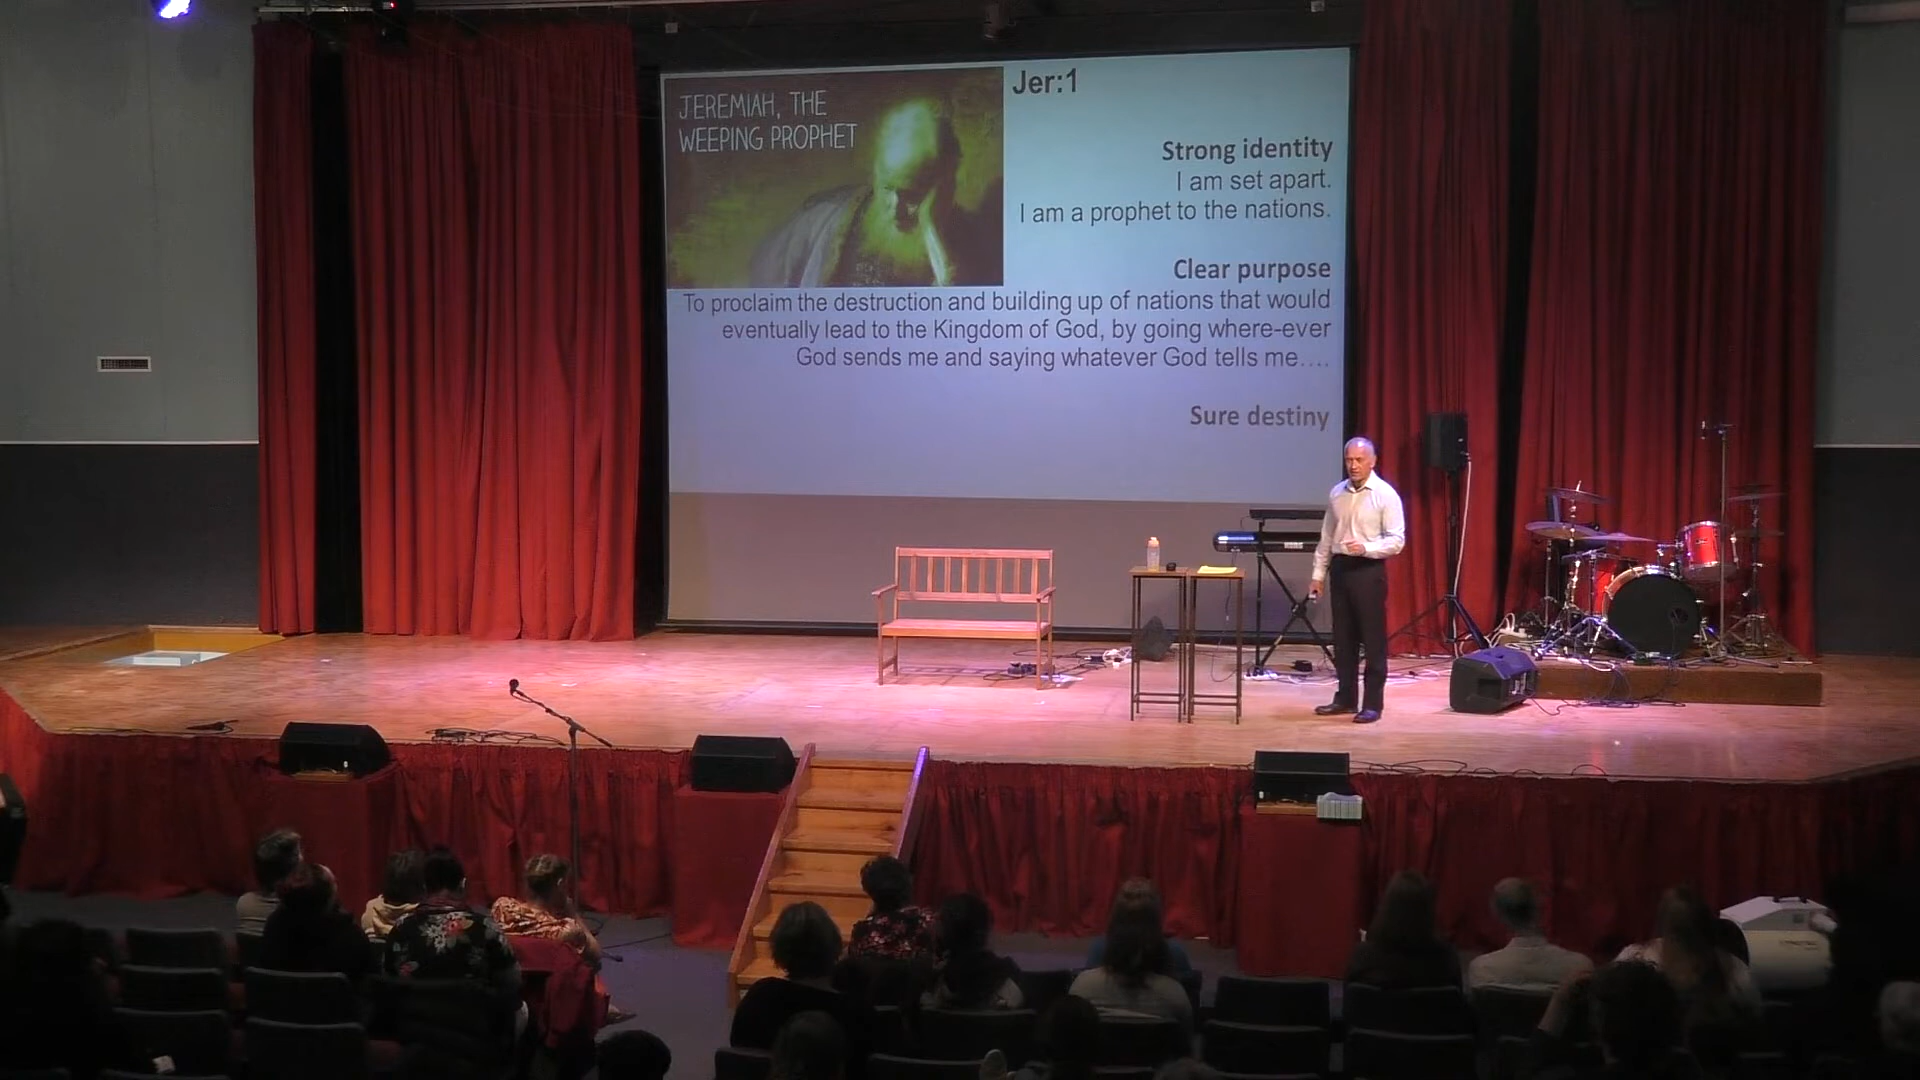 JEREMIAH, THE
WEEPING PROPHET
Jer:1
Strong identity
I am set apart.
I am a prophet to the nations.
Clear purpose
To proclaim the destruction and building up of nations that would
eventually lead to the Kingdom of God, by going where-ever
God sends me and saying whatever God tells me....
Sure destiny